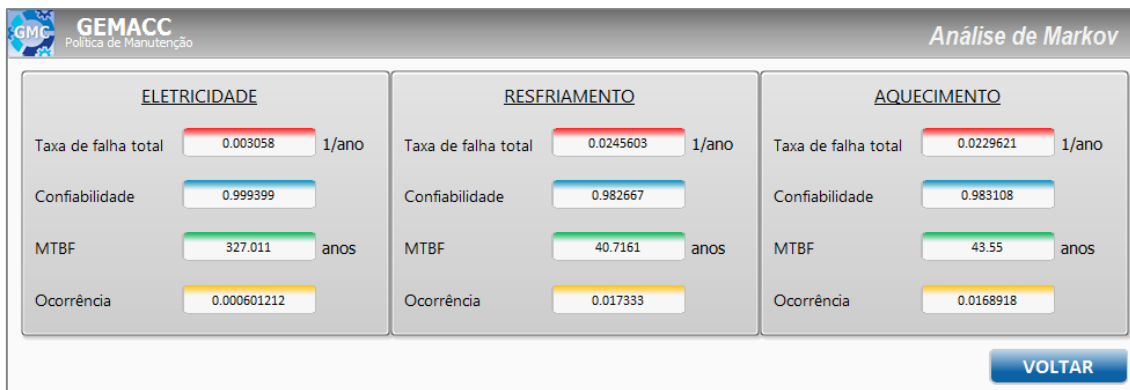 GMC
GEMACC
Política de Manutenção
Análise de Markov
ELETRICIDADE
Taxa de falha total 0.003058 1/ano
Confiabilidade 0.999399
MTBF 327.011 anos
Ocorrência 0.000601212
RESFRIAMENTO
Taxa de falha total 0.0245603 1/ano
Confiabilidade 0.982667
MTBF 40.7161 anos
Ocorrência 0.017333
AQUECIMENTO
Taxa de falha total 0.0229621 1/ano
Confiabilidade 0.983108
MTBF 43.55 anos
Ocorrência 0.0168918
VOLTAR